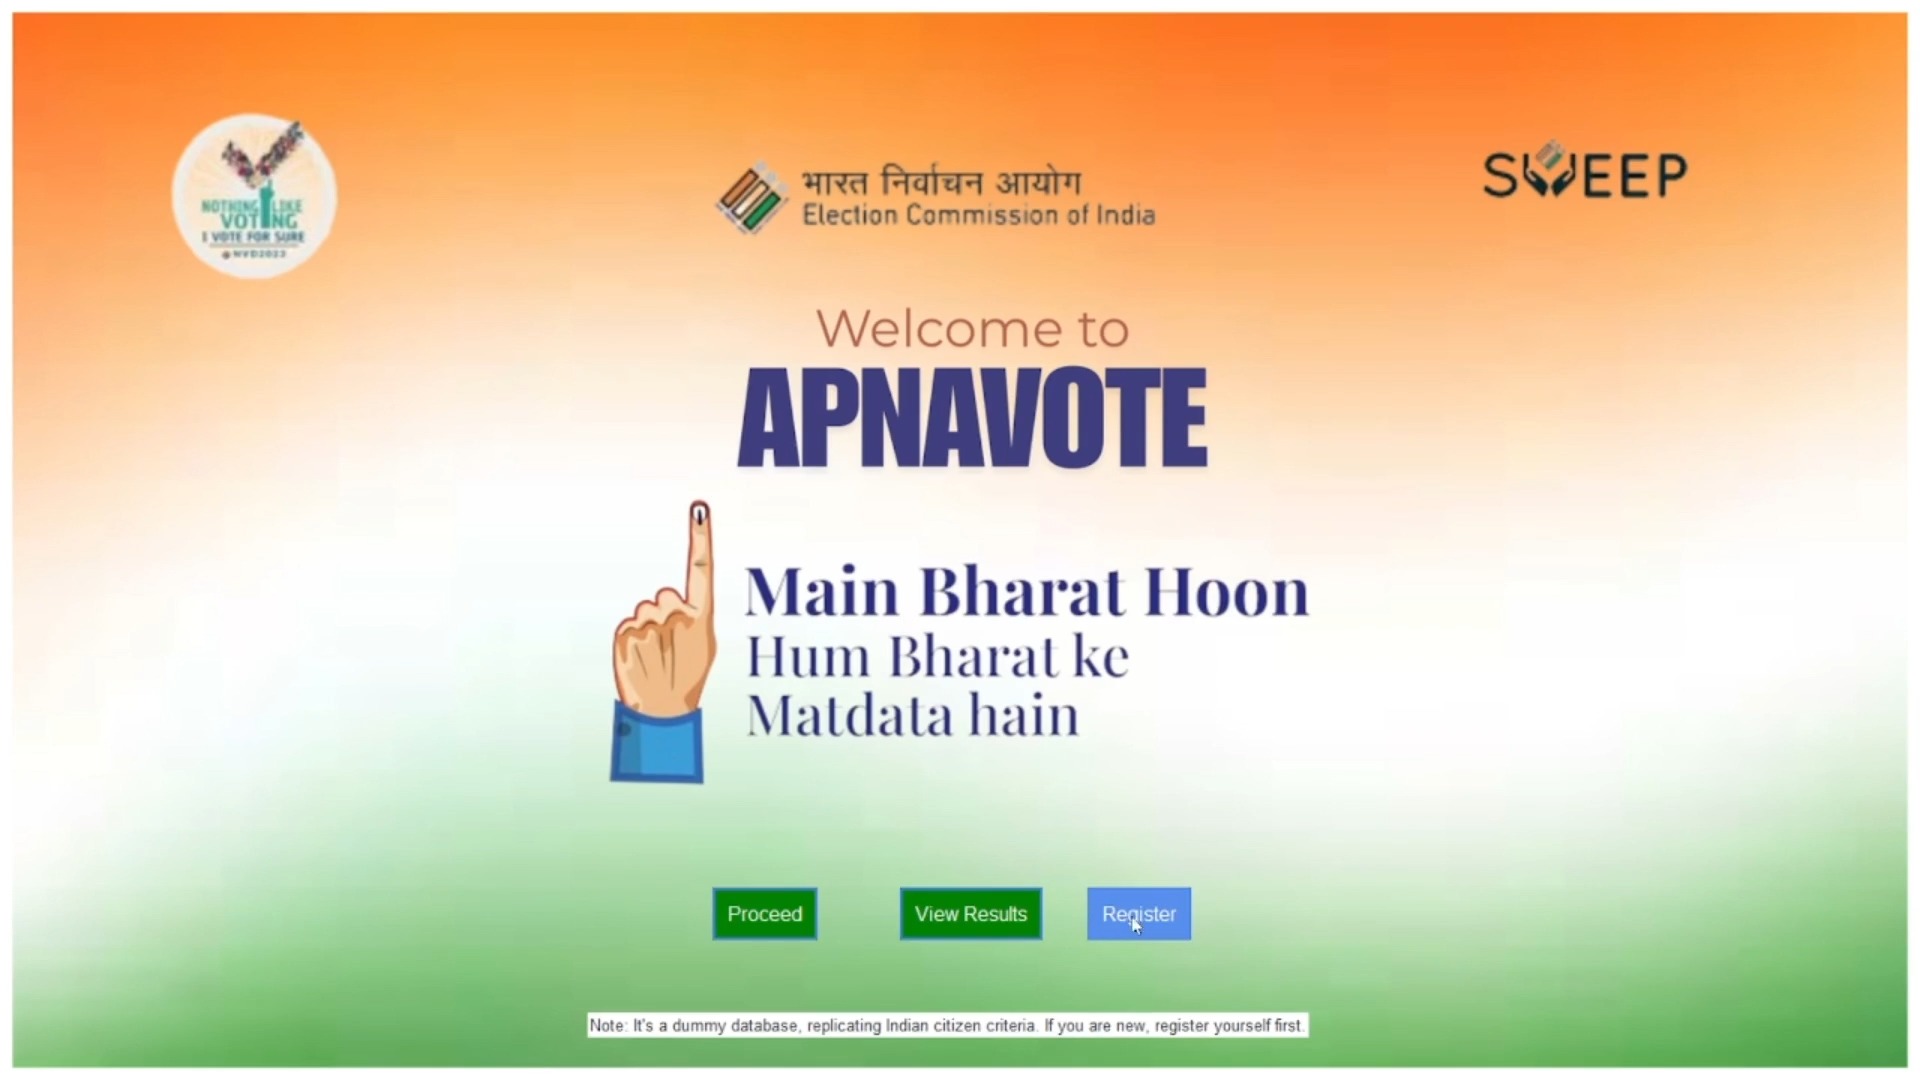 NOTHING LIKE
VOTING
I VOTE FOR SURE
#NVD2022
भारत निर्वाचन आयोग
Election Commission of India
SWEEP
Welcome to
APNAVOTE
Main Bharat Hoon
Hum Bharat ke
Matdata hain
Proceed
View Results
Register
Note: It's a dummy database, replicating Indian citizen criteria. If you are new, register yourself first.